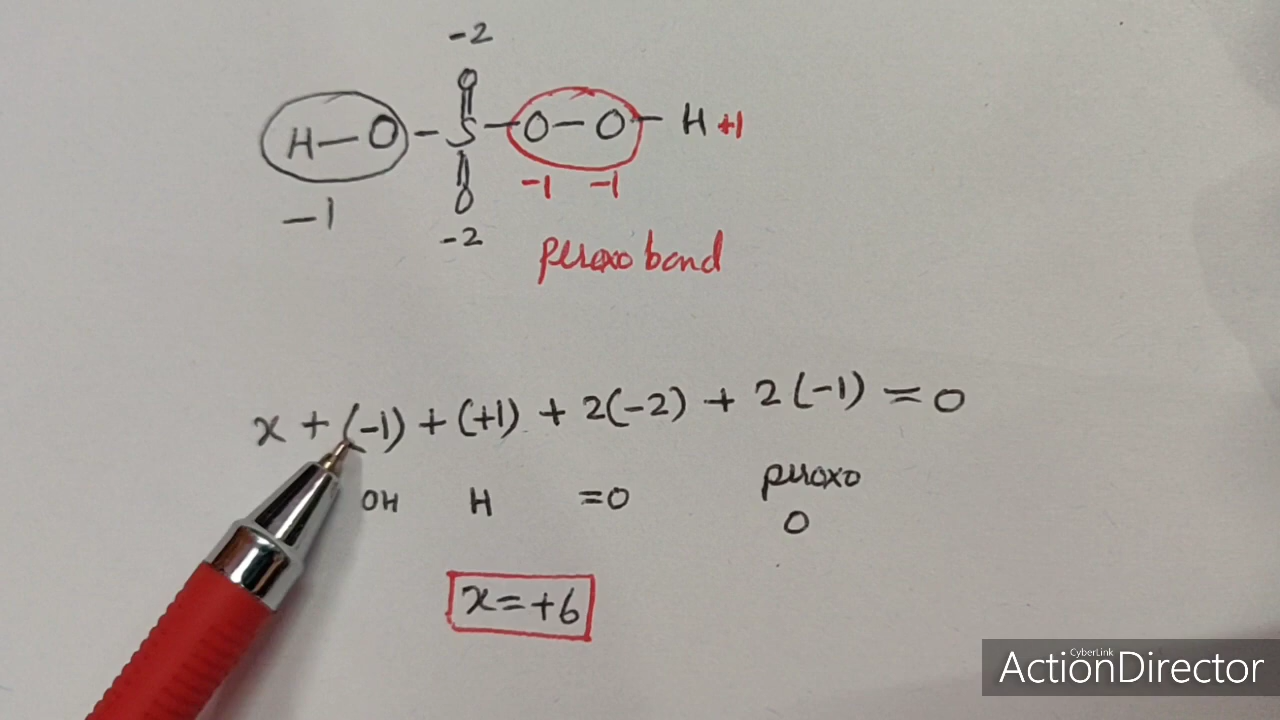 -2
O
H-O-S-O-O-H +1
-1 -1
O
-1
-2
peroxo bond
x + (-1) + (+1) + 2(-2) + 2(-1) = 0
OH H =O peroxo
O
x=+6
CyberLink
ActionDirector